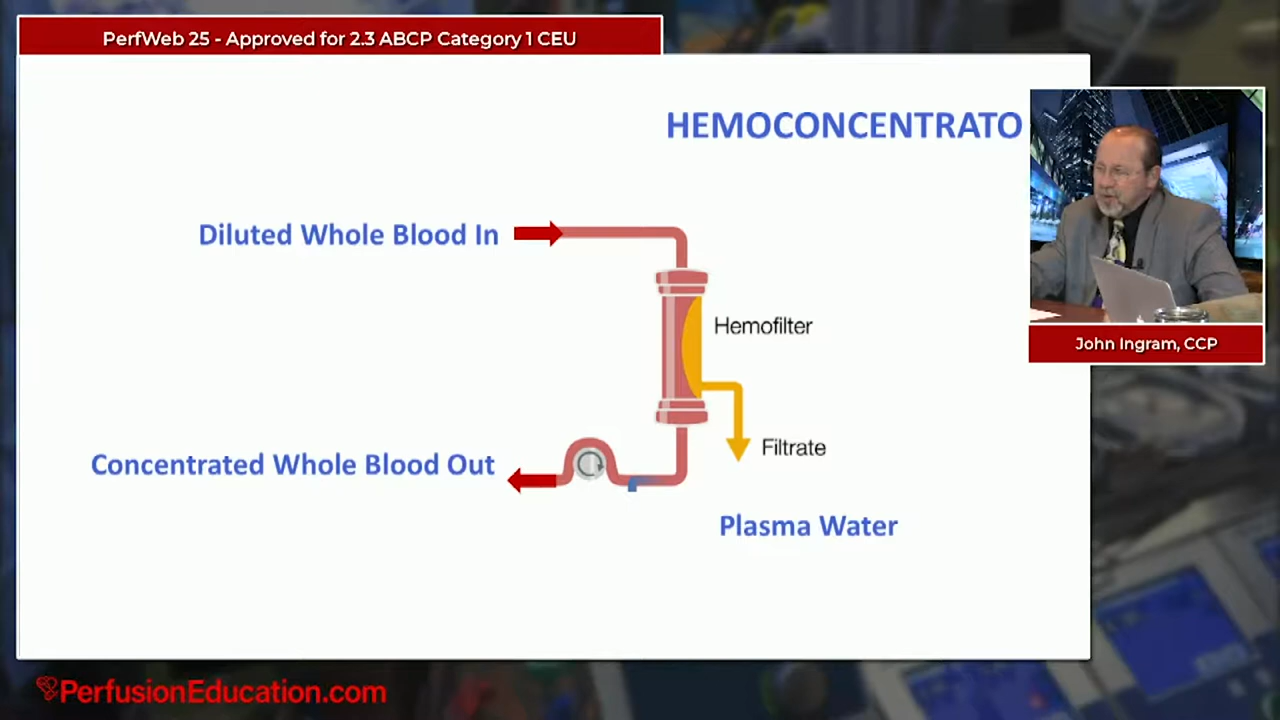 PerfWeb 25 - Approved for 2.3 ABCP Category 1 CEU
HEMOCONCENTRATO
Diluted Whole Blood In
Hemofilter
John Ingram, CCP
Filtrate
Concentrated Whole Blood Out
Plasma Water
PerfusionEducation.com